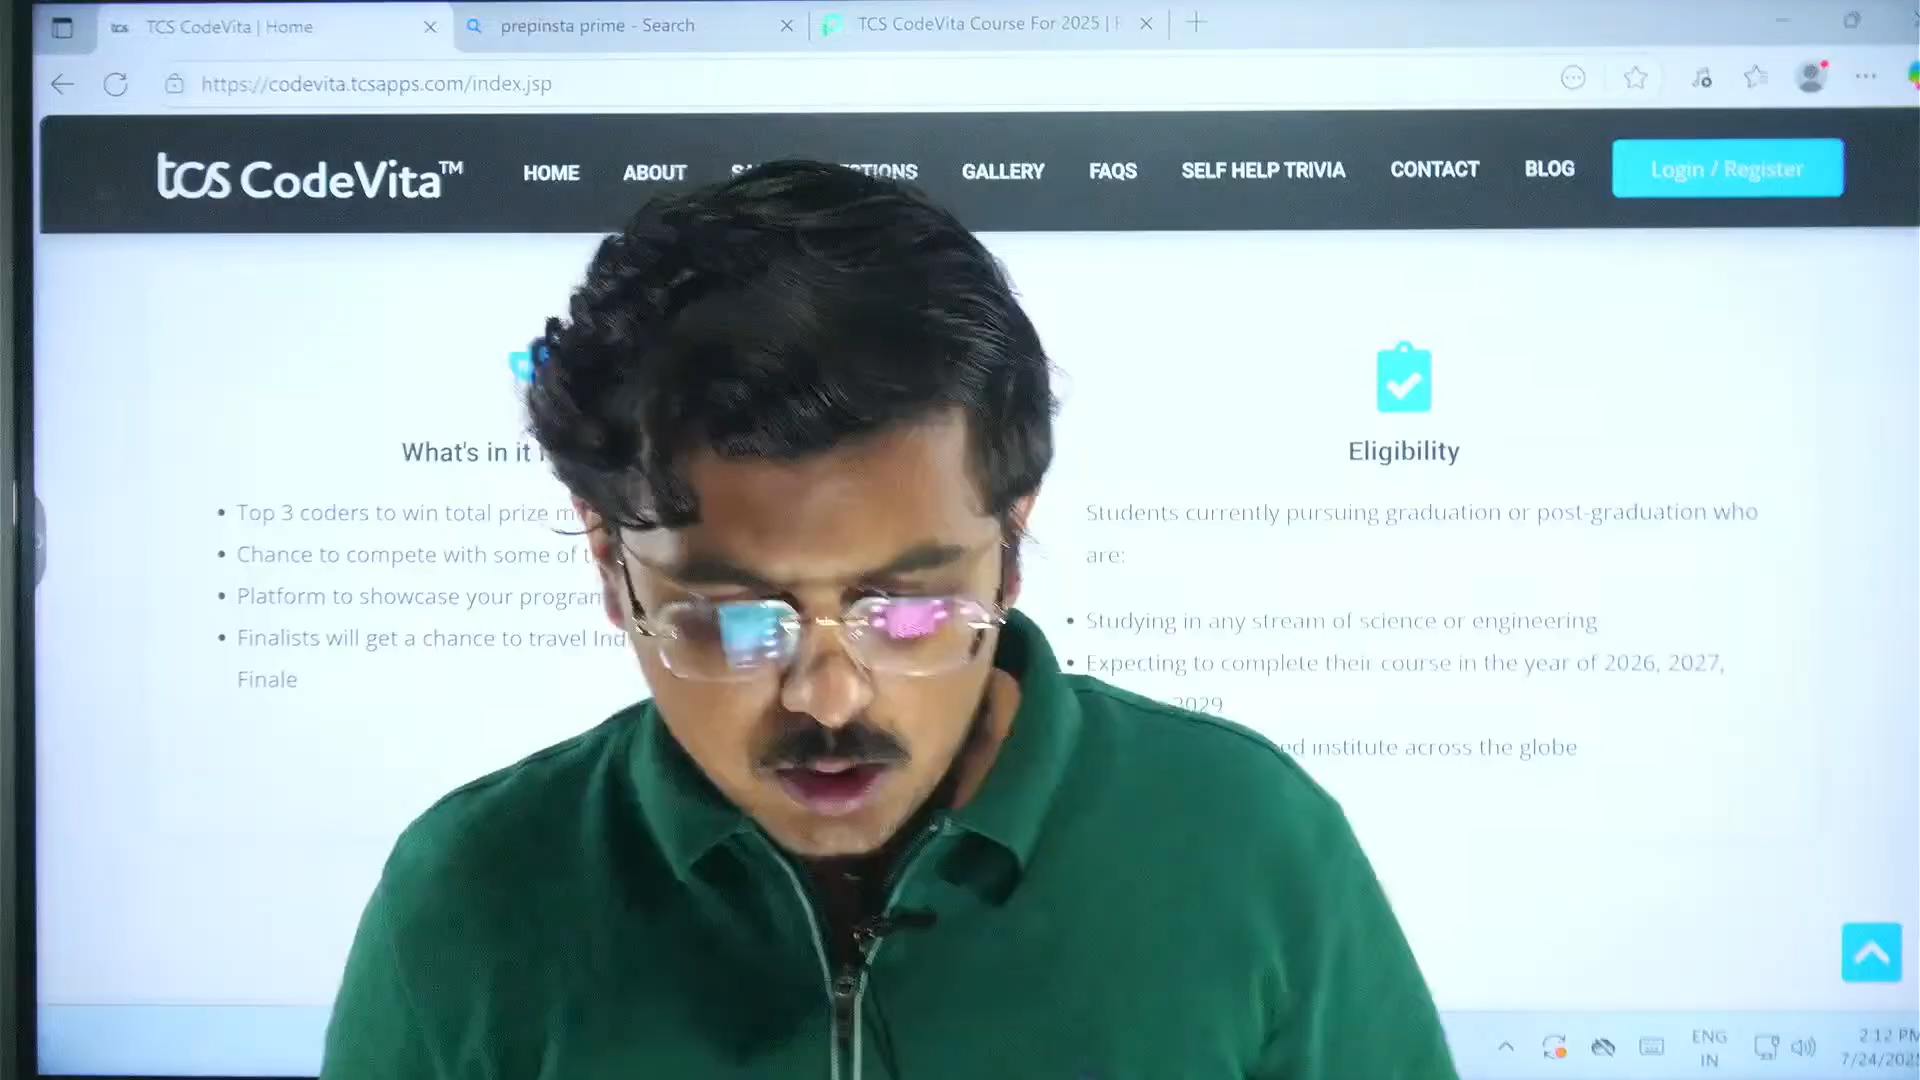 TCS CodeVita | Home
prepinsta prime - Search
TCS CodeVita Course For 2025 |
https://codevita.tcsapps.com/index.jsp
tcs CodeVita™
HOME
ABOUT
GALLERY
FAQS
SELF HELP TRIVIA
CONTACT
BLOG
Login / Register
What's in it
• Top 3 coders to win total prize
• Chance to compete with some of
• Platform to showcase your
• Finalists will get a chance to travel
Finale
Eligibility
Students currently pursuing graduation or post-graduation who
are:
• Studying in any stream of science or engineering
• Expecting to complete their course in the year of 2026, 2027,
2029
institute across the globe
ENG
IN
2:12 PM